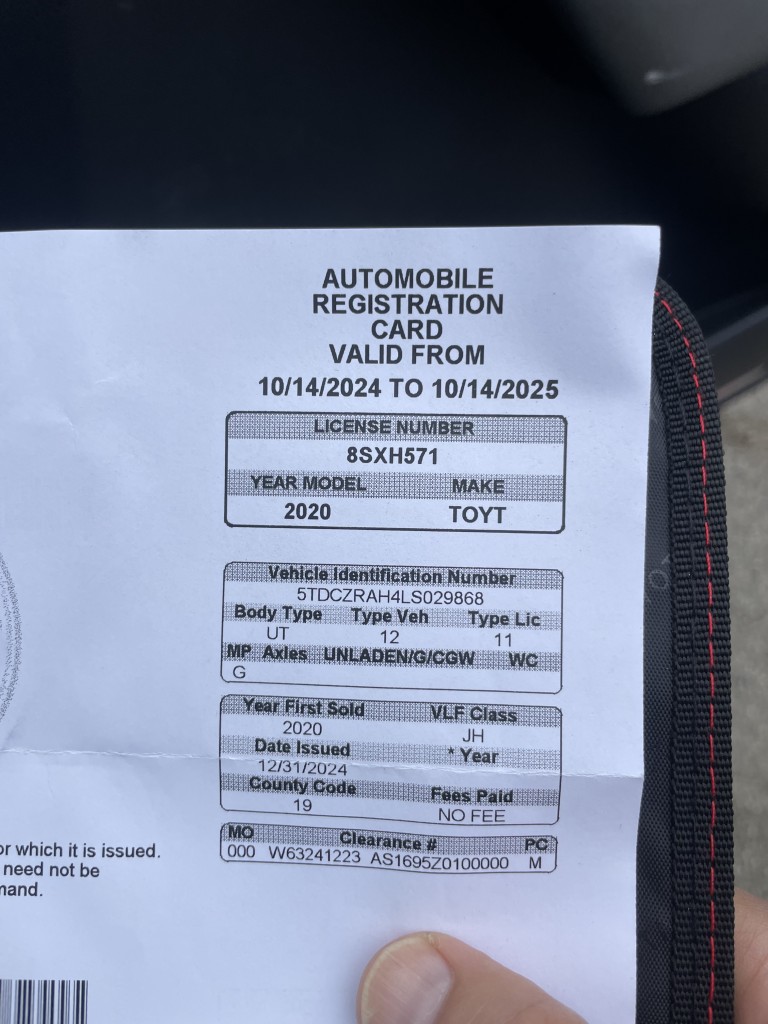 AUTOMOBILE
REGISTRATION
CARD
VALID FROM
10/14/2024 TO 10/14/2025
LICENSE NUMBER
8SXH571
YEAR MODEL MAKE
2020 TOYT
Vehicle Identification Number
5TDCZRAH4LS029868
Body Type Type Veh Type Lic
UT 12 11
MP Axles UNLADEN/G/CGW WC
G
Year First Sold VLF Class
2020 JH
Date Issued * Year
12/31/2024
County Code Fees Paid
19 NO FEE
MO Clearance # PC
000 W63241223 AS1695Z0100000 M
or which it is issued.
need not be
mand.